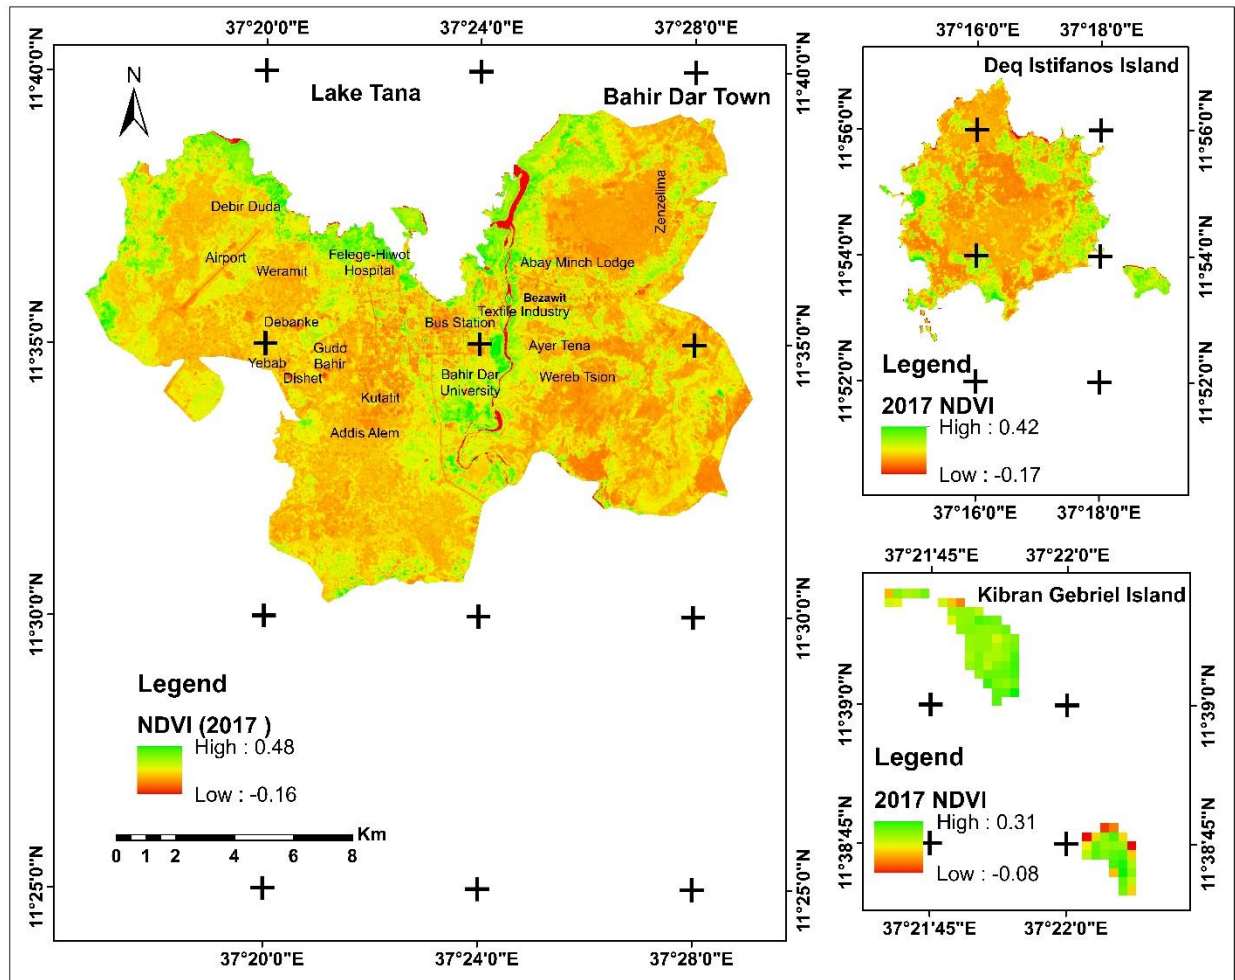 37°20'0"E 37°24'0"E 37°28'0"E
11°40'0"N
11°40'0"N
N
Lake Tana
Bahir Dar Town
Debir Duda
Zenzelima
Airport
Weramit
Felege-Hiwot
Hospital
Abay Minch Lodge
Bezawit
Textile Industry
Debanke
Bus Station
11°35'0"N
11°35'0"N
Gudo
Bahir
Ayer Tena
Yebab
Dishet
Bahir Dar
University
Wereb Tsion
Kutatit
Addis Alem
11°30'0"N
11°30'0"N
Legend
NDVI (2017 )
High : 0.48
Low : -0.16
Km
0 1 2 4 6 8
11°25'0"N
11°25'0"N
37°20'0"E 37°24'0"E 37°28'0"E
37°16'0"E 37°18'0"E
Deq Istifanos Island
11°56'0"N
11°56'0"N
11°54'0"N
11°54'0"N
Legend
11°52'0"N
11°52'0"N
2017 NDVI
High : 0.42
Low : -0.17
37°16'0"E 37°18'0"E
37°21'45"E 37°22'0"E
Kibran Gebriel Island
11°39'0"N
11°39'0"N
Legend
2017 NDVI
High : 0.31
Low : -0.08
11°38'45"N
11°38'45"N
37°21'45"E 37°22'0"E